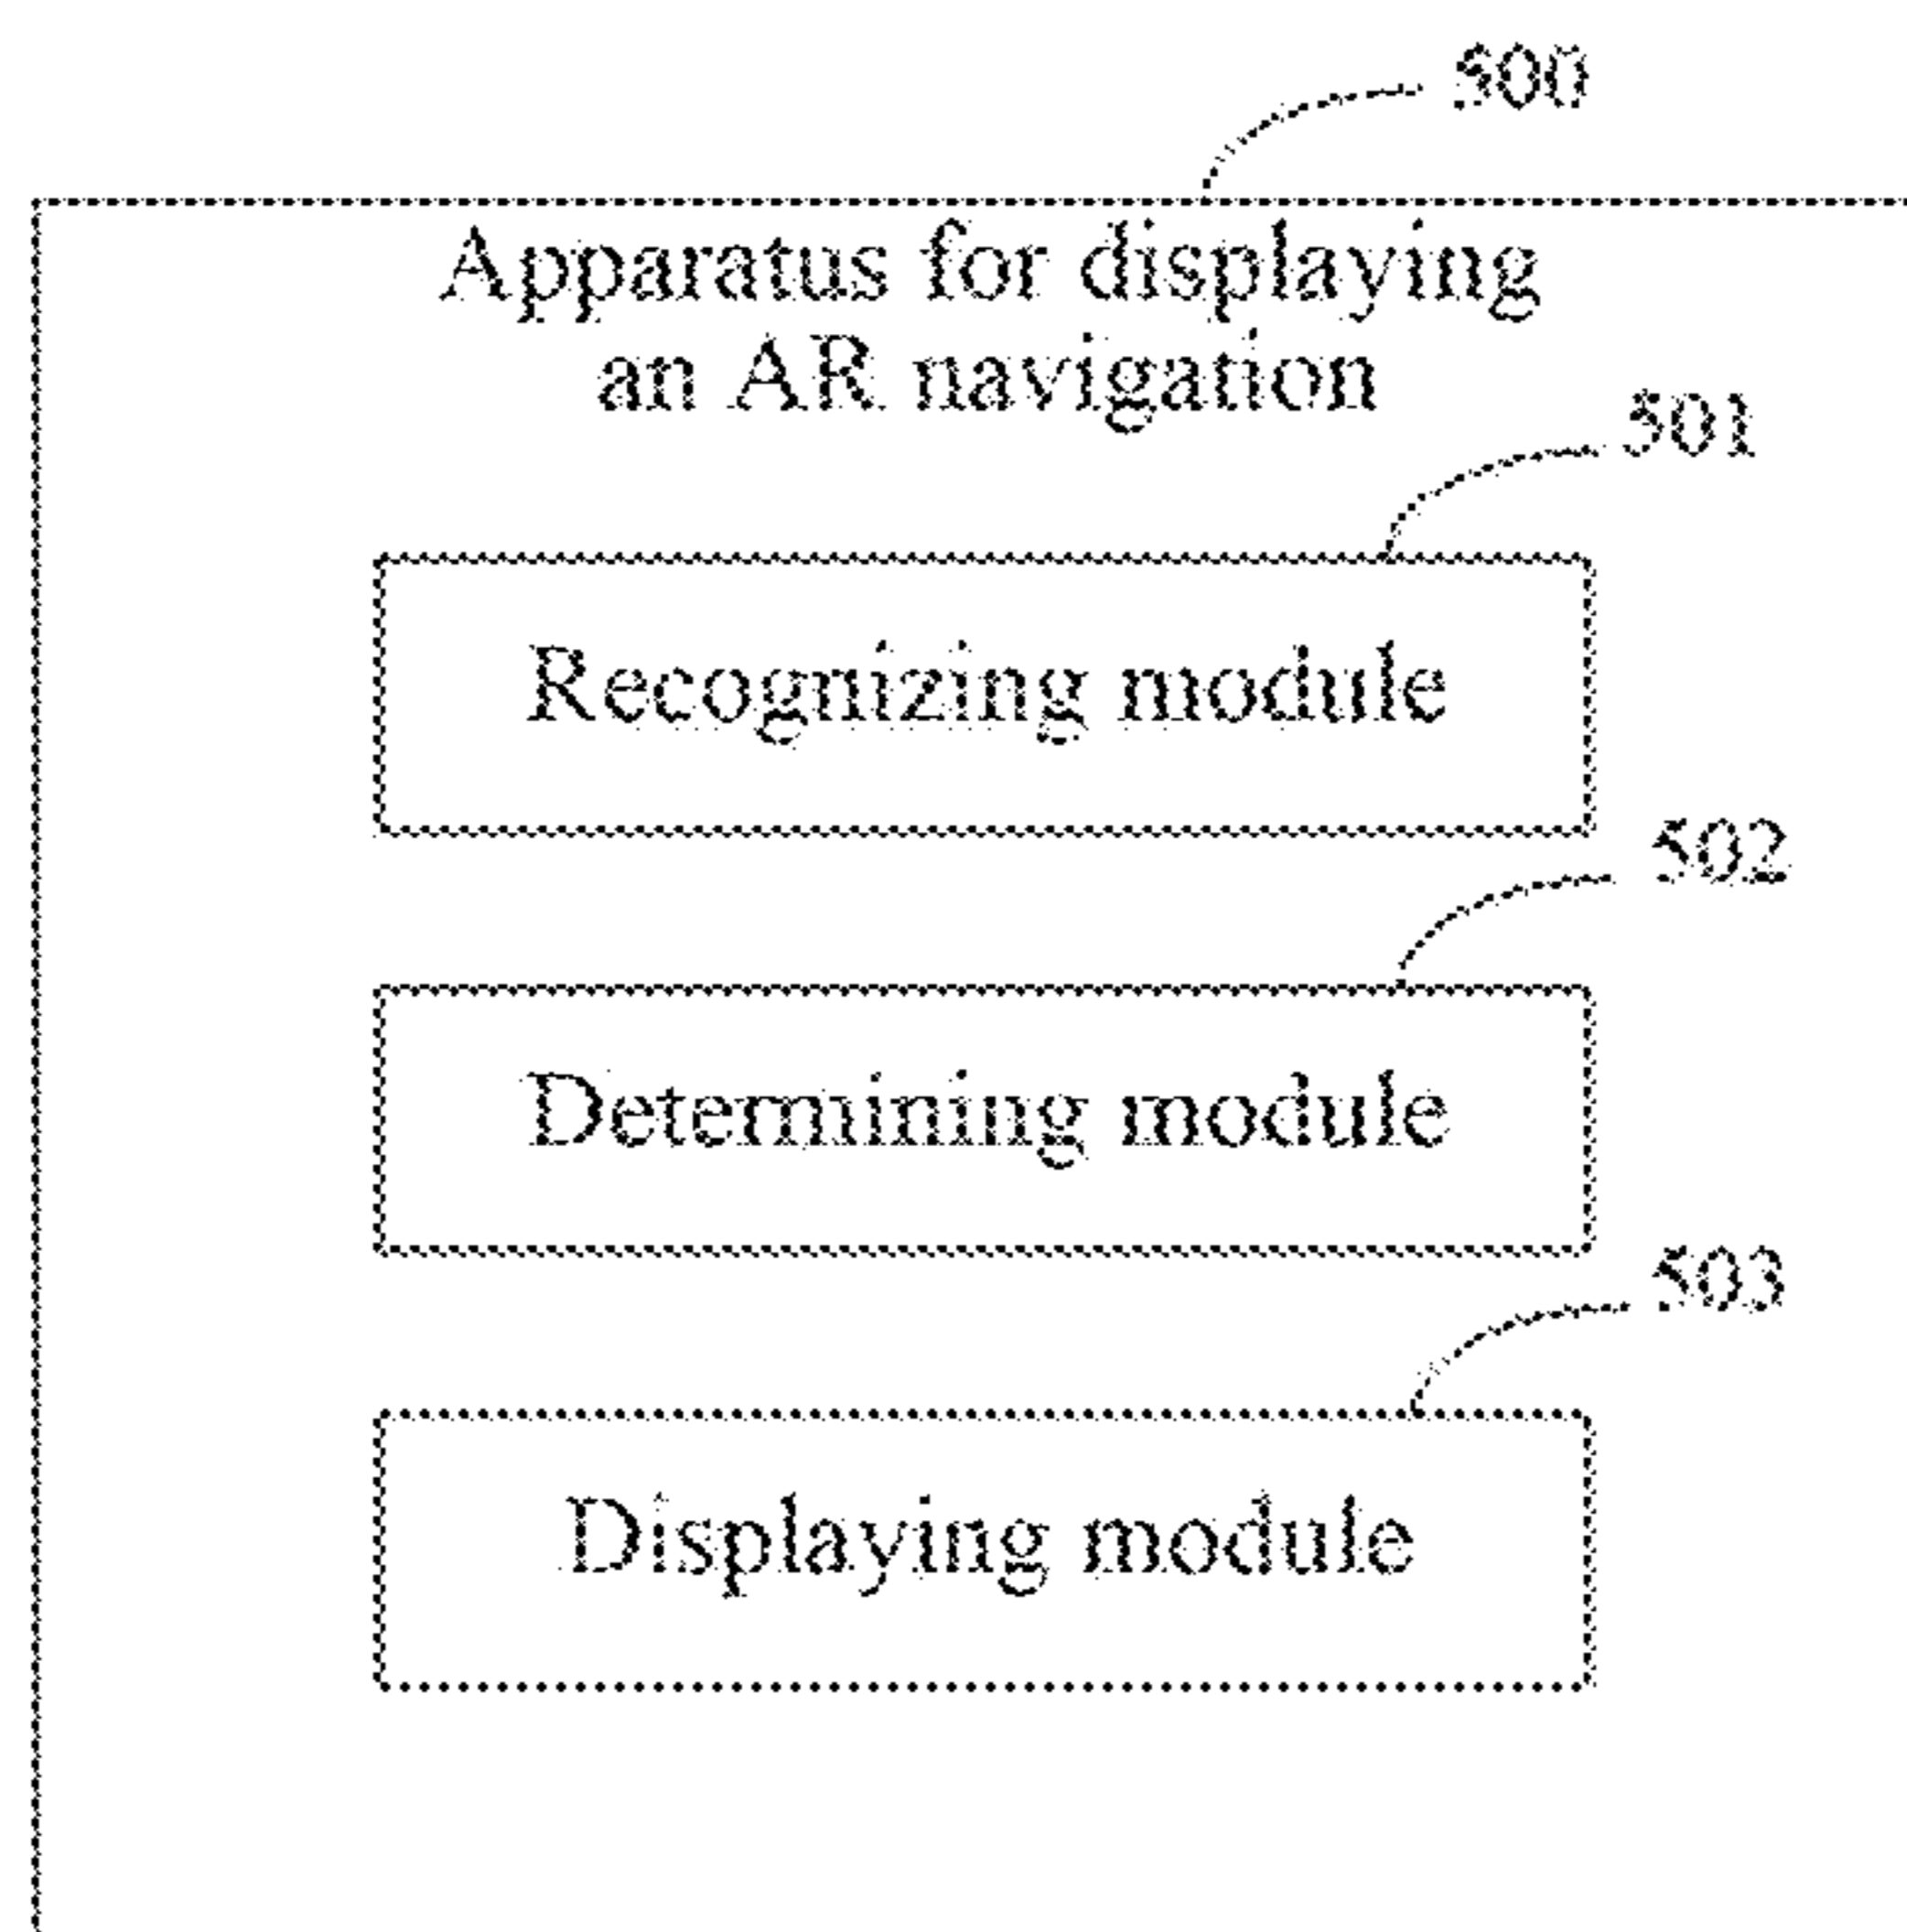 500
Apparatus for displaying
an AR navigation
501
Recognizing module
502
Determining module
503
Displaying module